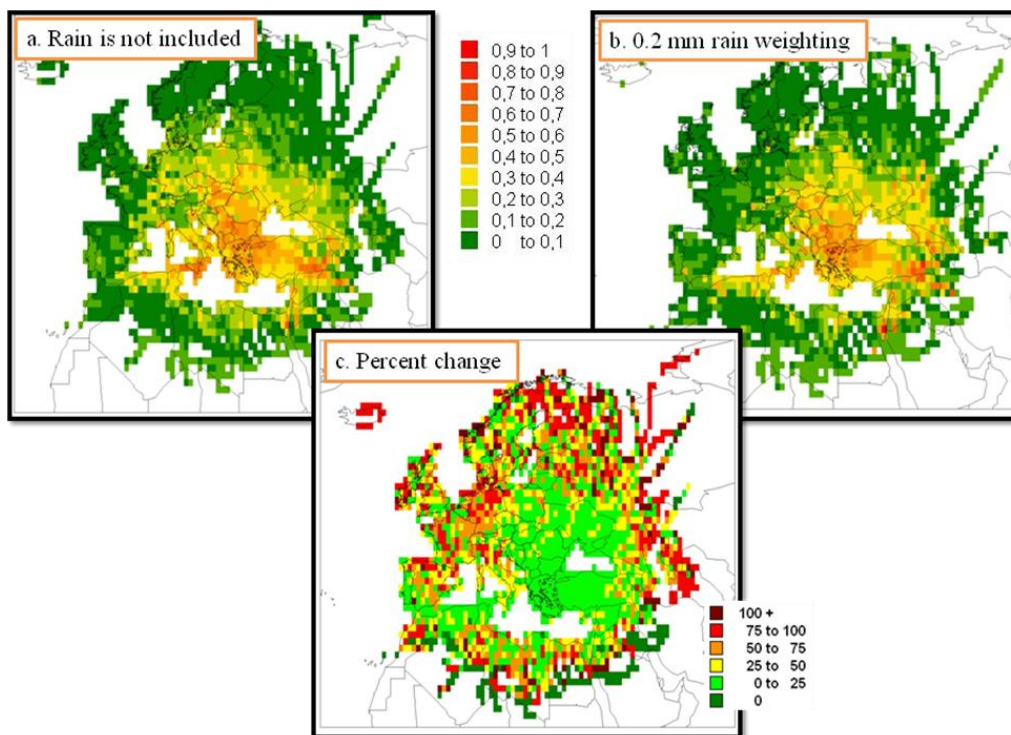 a. Rain is not included
0,9 to 1
0,8 to 0,9
0,7 to 0,8
0,6 to 0,7
0,5 to 0,6
0,4 to 0,5
0,3 to 0,4
0,2 to 0,3
0,1 to 0,2
0 to 0,1
b. 0.2 mm rain weighting
c. Percent change
100 +
75 to 100
50 to 75
25 to 50
0 to 25
0